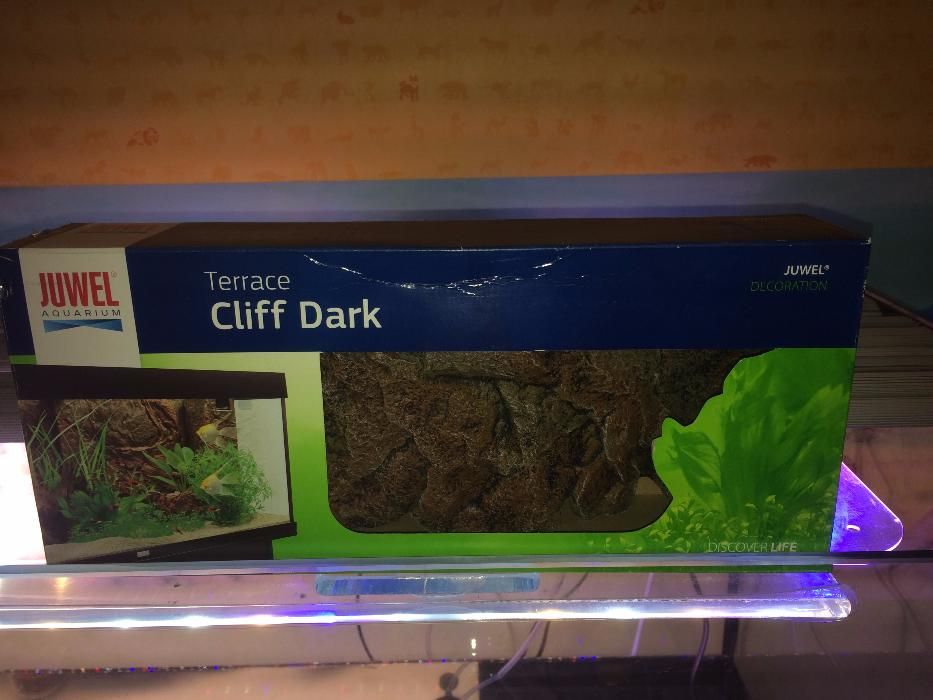 JUWEL®
AQUARIUM
Terrace
Cliff Dark
JUWEL®
DECORATION
DISCOVER LIFE